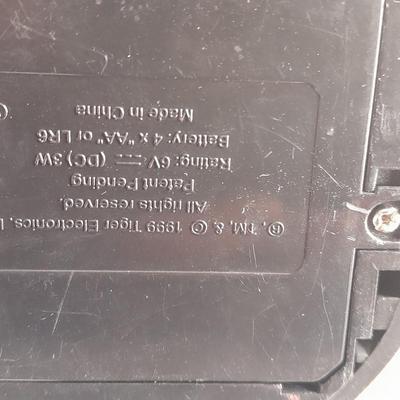 ®, TM, & © 1999 Tiger Electronics, L
All rights reserved.
Patent Pending
Rating: 6V ⎓ (DC) 3W
Battery: 4 x "AA" or LR6
Made in China